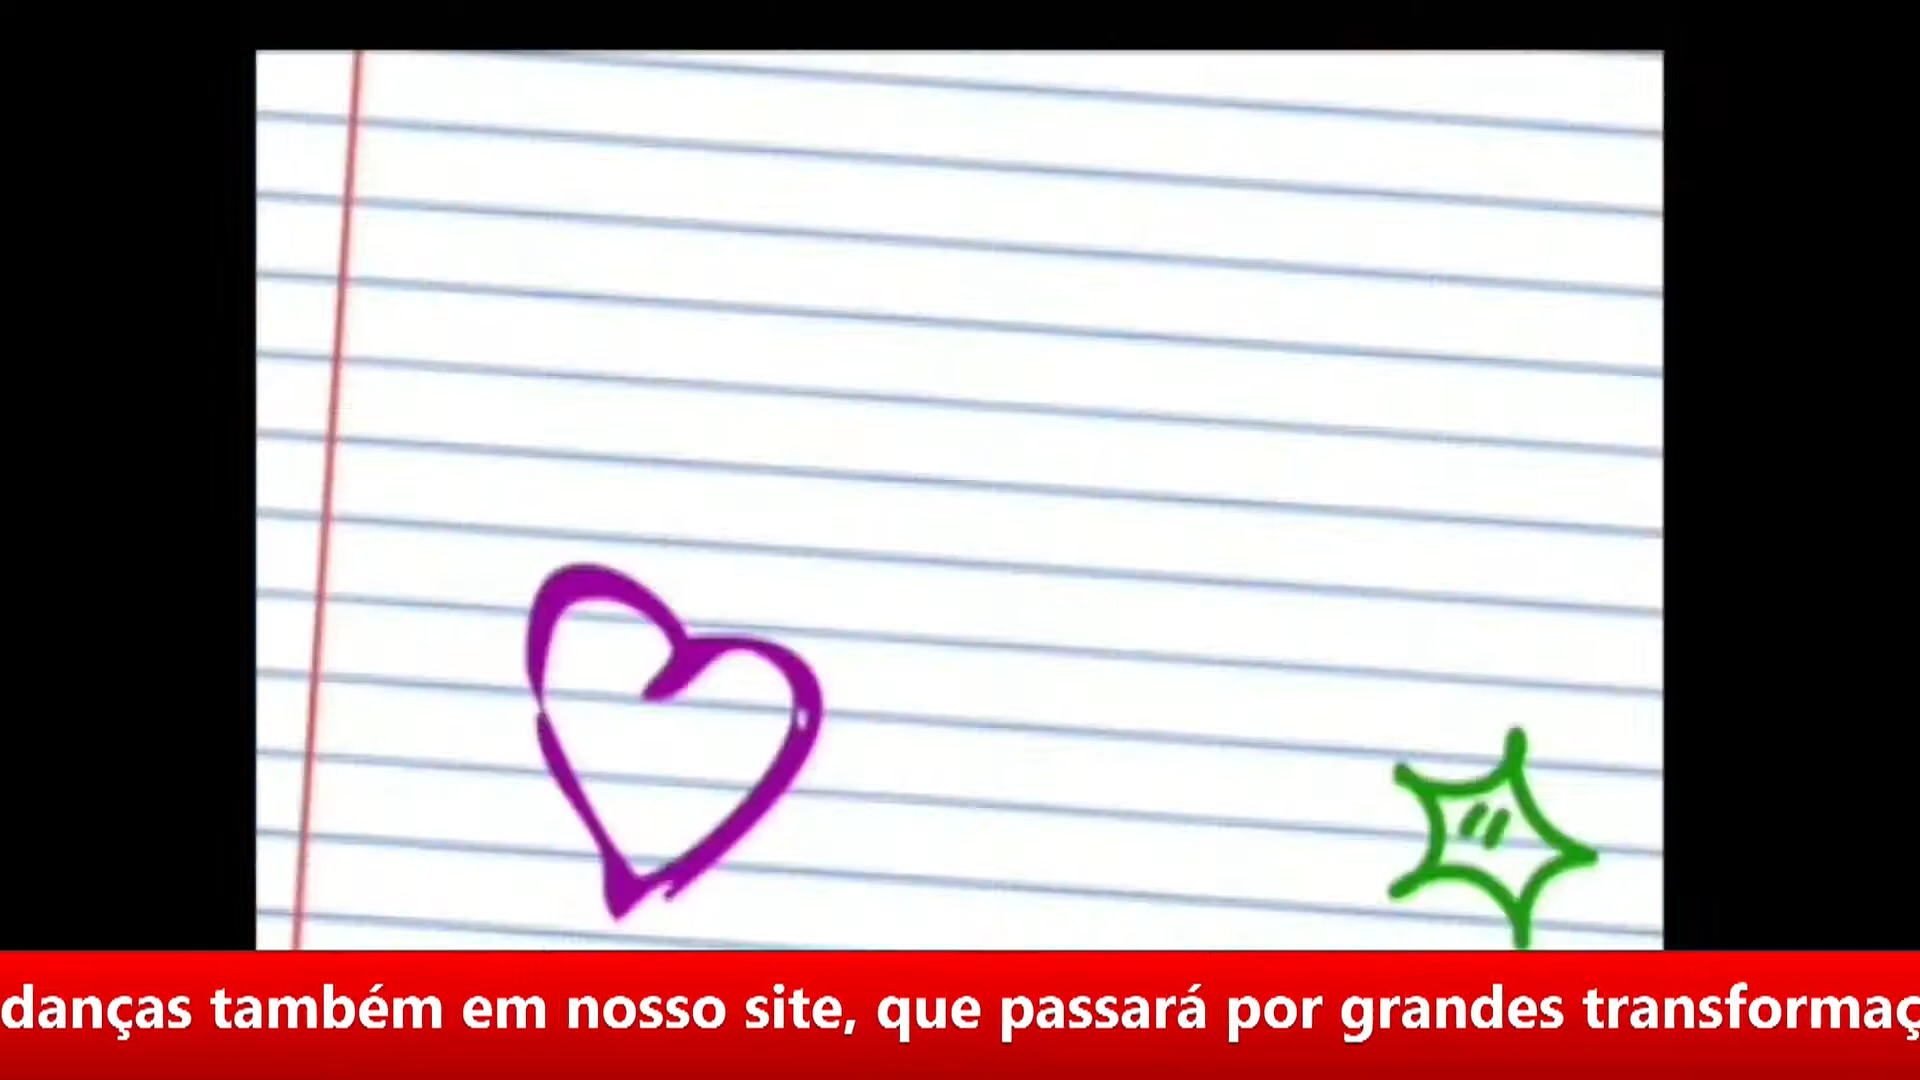 danças também em nosso site, que passará por grandes transformaç